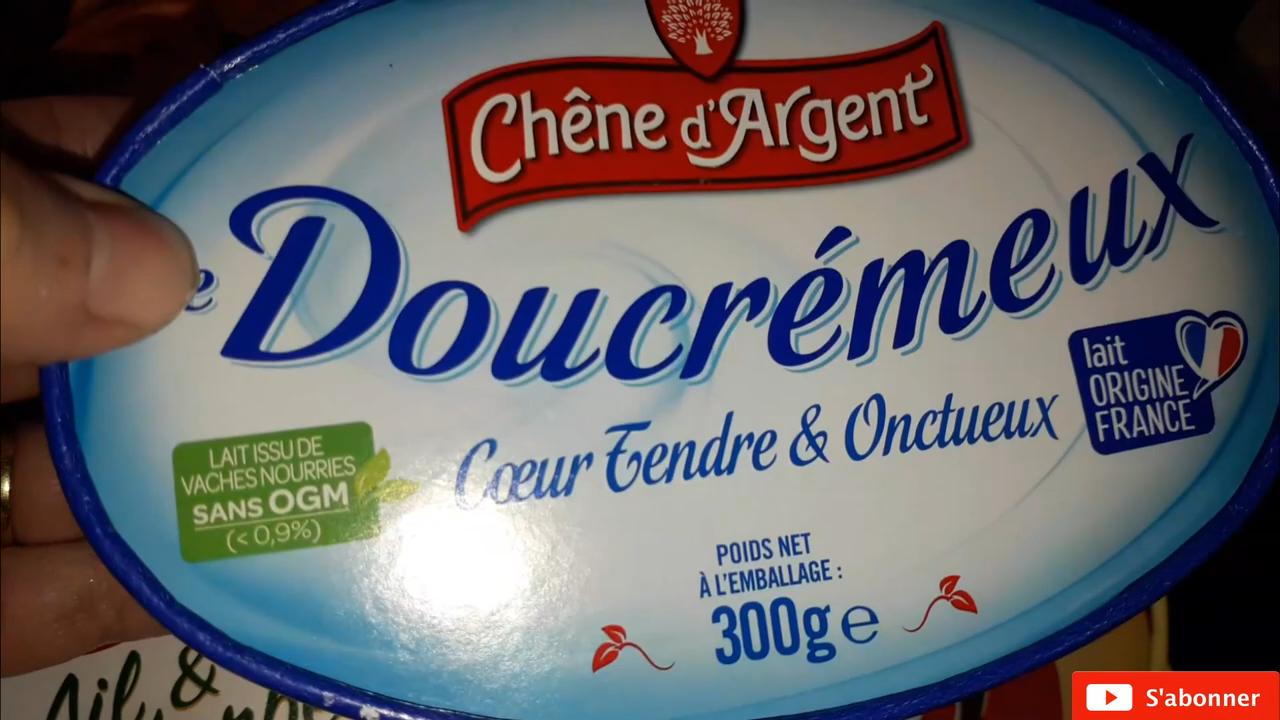 Chêne d'Argent
Doucrémeux
lait
ORIGINE
FRANCE
Cœur Tendre & Onctueux
LAIT ISSU DE
VACHES NOURRIES
SANS OGM
(< 0,9%)
POIDS NET
À L'EMBALLAGE :
300g e
Ail &
S'abonner